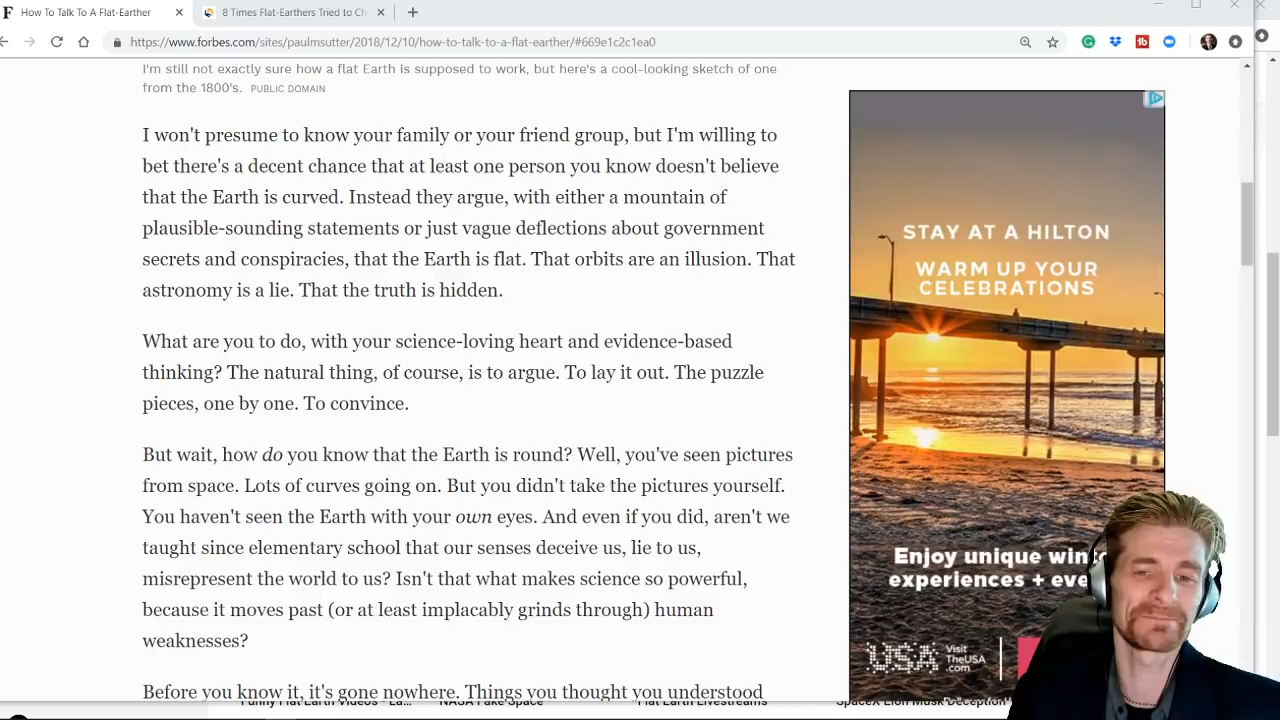 How To Talk To A Flat-Earther
8 Times Flat-Earthers Tried to Ch
https://www.forbes.com/sites/paulmsutter/2018/12/10/how-to-talk-to-a-flat-earther/#669e1c2c1ea0
I'm still not exactly sure how a flat Earth is supposed to work, but here's a cool-looking sketch of one
from the 1800's. PUBLIC DOMAIN
I won't presume to know your family or your friend group, but I'm willing to
bet there's a decent chance that at least one person you know doesn't believe
that the Earth is curved. Instead they argue, with either a mountain of
plausible-sounding statements or just vague deflections about government
secrets and conspiracies, that the Earth is flat. That orbits are an illusion. That
astronomy is a lie. That the truth is hidden.
What are you to do, with your science-loving heart and evidence-based
thinking? The natural thing, of course, is to argue. To lay it out. The puzzle
pieces, one by one. To convince.
But wait, how do you know that the Earth is round? Well, you've seen pictures
from space. Lots of curves going on. But you didn't take the pictures yourself.
You haven't seen the Earth with your own eyes. And even if you did, aren't we
taught since elementary school that our senses deceive us, lie to us,
misrepresent the world to us? Isn't that what makes science so powerful,
because it moves past (or at least implacably grinds through) human
weaknesses?
Before you know it, it's gone nowhere. Things you thought you understood
STAY AT A HILTON
WARM UP YOUR
CELEBRATIONS
Enjoy unique
experiences + eve
USA Visit
TheUSA
.com
Funny Flat Earth Videos - La...
NASA Fake Space
Flat Earth Livestreams
SpaceX Elon Musk Deception